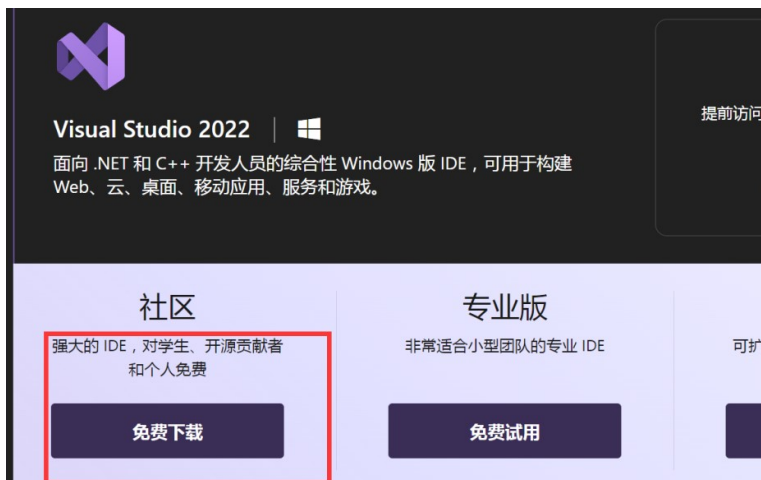 Visual Studio 2022
面向 .NET 和 C++ 开发人员的综合性 Windows 版 IDE，可用于构建
Web、云、桌面、移动应用、服务和游戏。
提前访问
社区
强大的 IDE，对学生、开源贡献者
和个人免费
免费下载
专业版
非常适合小型团队的专业 IDE
免费试用
可扩